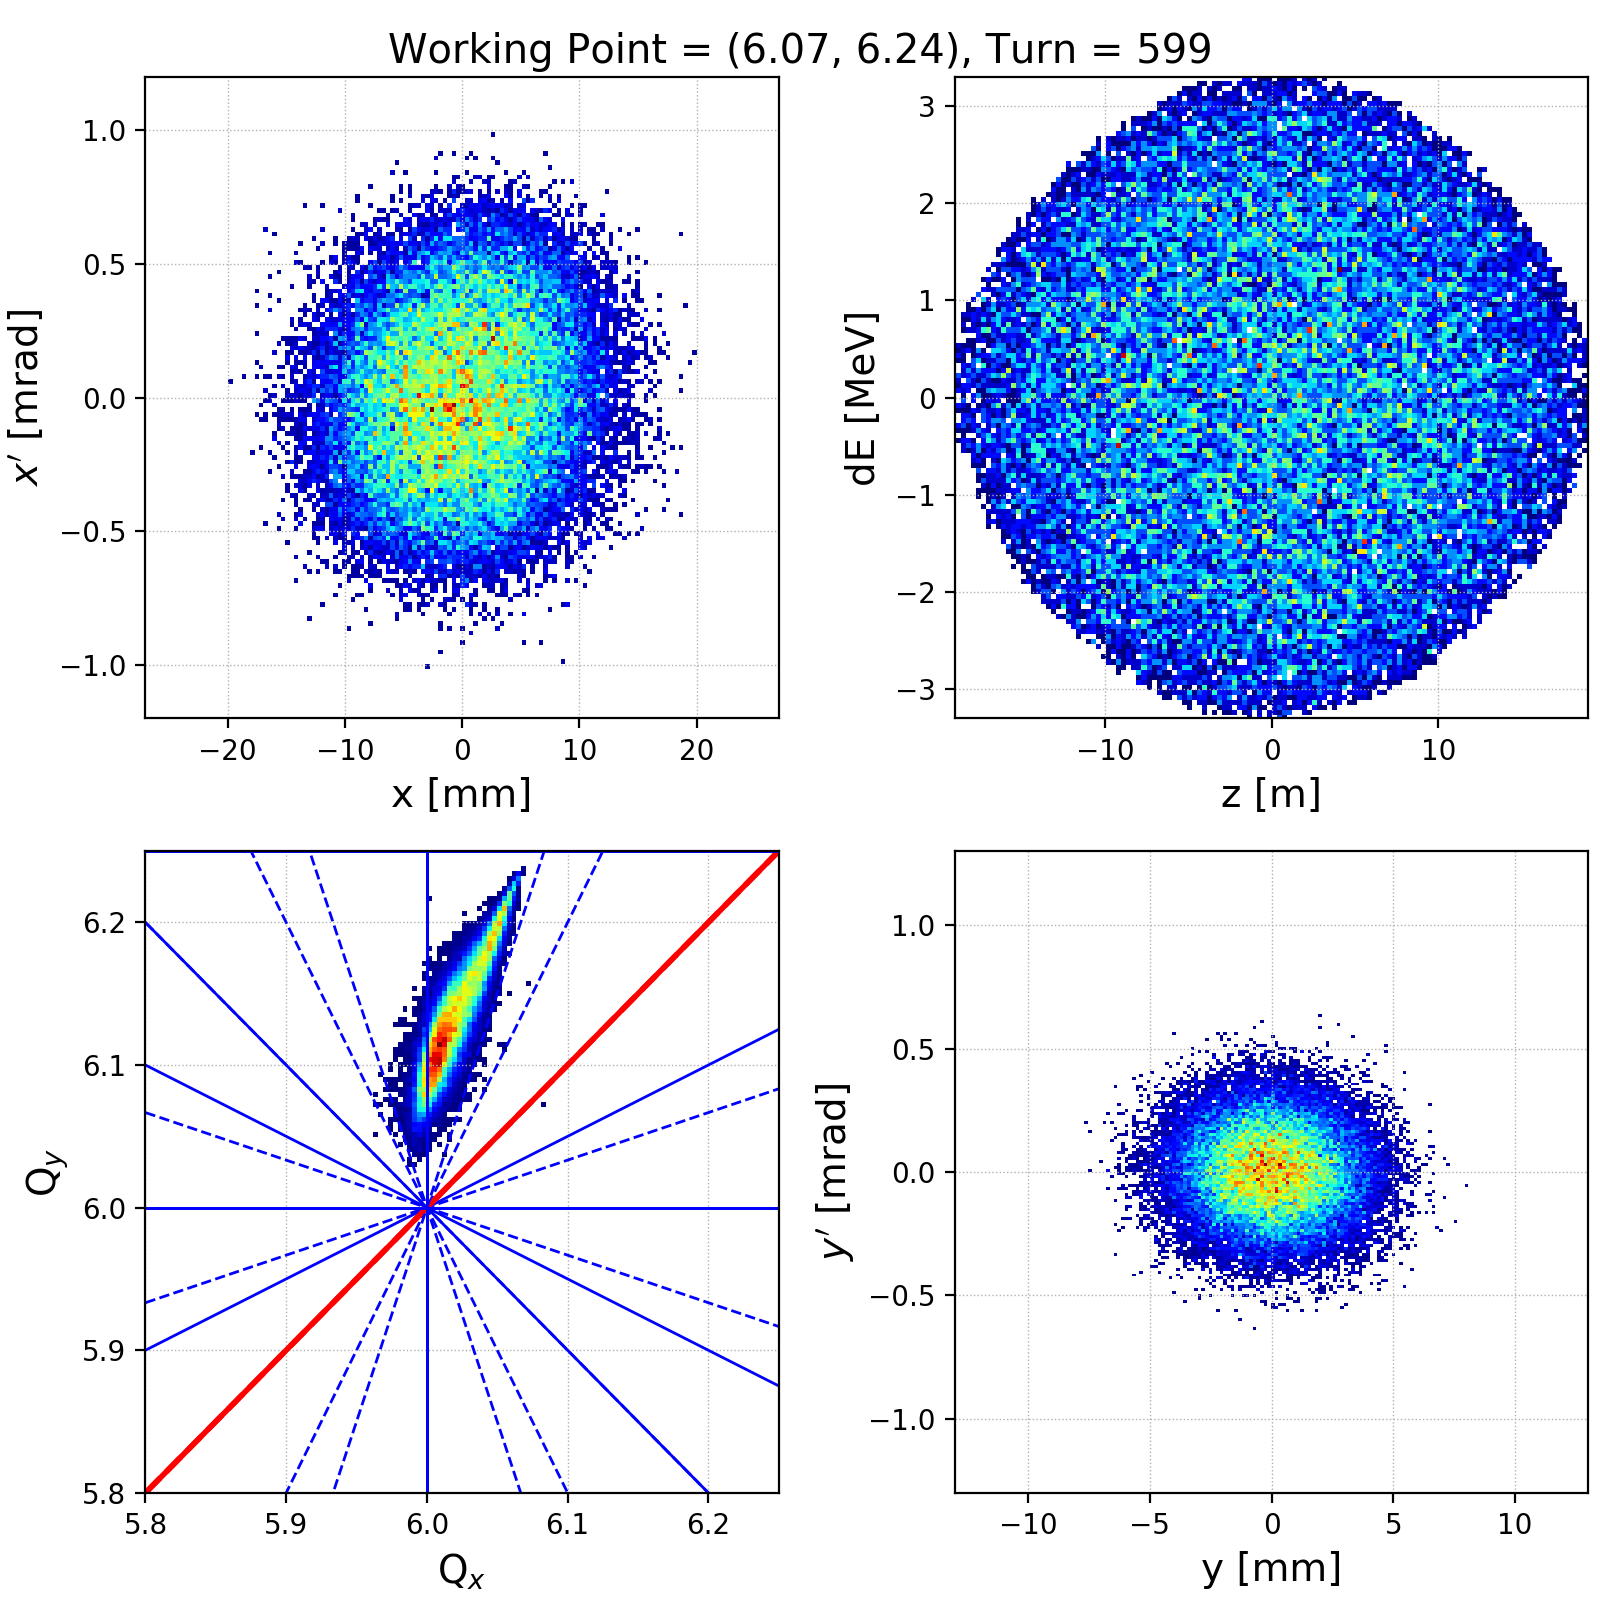 Working Point = (6.07, 6.24), Turn = 599
1.0
0.5
0.0
−0.5
−1.0
x′ [mrad]
−20 −10 0 10 20
x [mm]
3
2
1
0
−1
−2
−3
dE [MeV]
−10 0 10
z [m]
6.2
6.1
6.0
5.9
5.8
Qy
5.8 5.9 6.0 6.1 6.2
Qx
1.0
0.5
0.0
−0.5
−1.0
y′ [mrad]
−10 −5 0 5 10
y [mm]